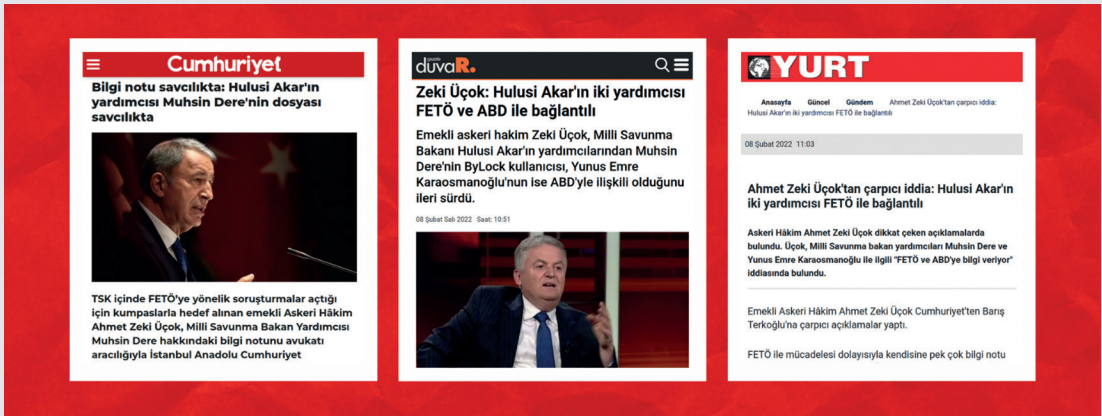 Cumhuriyet
Bilgi notu savcılıkta: Hulusi Akar'ın
yardımcısı Muhsin Dere'nin dosyası
savcılıkta
TSK içinde FETÖ'ye yönelik soruşturmalar açtığı
için kumpaslarla hedef alınan emekli Askeri Hâkim
Ahmet Zeki Üçok, Milli Savunma Bakan Yardımcısı
Muhsin Dere hakkındaki bilgi notunu avukatı
aracılığıyla İstanbul Anadolu Cumhuriyet
gazete
duvaR.
Zeki Üçok: Hulusi Akar'ın iki yardımcısı
FETÖ ve ABD ile bağlantılı
Emekli askeri hakim Zeki Üçok, Milli Savunma
Bakanı Hulusi Akar'ın yardımcılarından Muhsin
Dere'nin ByLock kullanıcısı, Yunus Emre
Karaosmanoğlu'nun ise ABD'yle ilişkili olduğunu
ileri sürdü.
08 Şubat Salı 2022 Saat: 10:51
YURT
Anasayfa Güncel Gündem Ahmet Zeki Üçok'tan çarpıcı iddia:
Hulusi Akar'ın iki yardımcısı FETÖ ile bağlantılı
08 Şubat 2022 11:03
Ahmet Zeki Üçok'tan çarpıcı iddia: Hulusi Akar'ın
iki yardımcısı FETÖ ile bağlantılı
Askeri Hâkim Ahmet Zeki Üçok dikkat çeken açıklamalarda
bulundu. Üçok, Milli Savunma bakan yardımcıları Muhsin Dere ve
Yunus Emre Karaosmanoğlu ile ilgili "FETÖ ve ABD'ye bilgi veriyor"
iddiasında bulundu.
Emekli Askeri Hâkim Ahmet Zeki Üçok Cumhuriyet'ten Barış
Terkoğlu'na çarpıcı açıklamalar yaptı.
FETÖ ile mücadelesi dolayısıyla kendisine pek çok bilgi notu